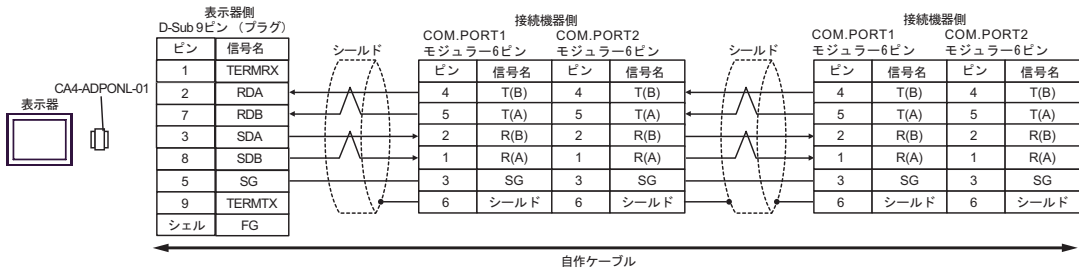 表示器側
D-Sub 9ピン （プラグ）
ピン 信号名
1 TERMRX
2 RDA
7 RDB
3 SDA
8 SDB
5 SG
9 TERMTX
シェル FG
CA4-ADPONL-01
表示器
シールド
接続機器側
COM.PORT1 COM.PORT2
モジュラー6ピン モジュラー6ピン
ピン 信号名 ピン 信号名
4 T(B) 4 T(B)
5 T(A) 5 T(A)
2 R(B) 2 R(B)
1 R(A) 1 R(A)
3 SG 3 SG
6 シールド 6 シールド
シールド
接続機器側
COM.PORT1 COM.PORT2
モジュラー6ピン モジュラー6ピン
ピン 信号名 ピン 信号名
4 T(B) 4 T(B)
5 T(A) 5 T(A)
2 R(B) 2 R(B)
1 R(A) 1 R(A)
3 SG 3 SG
6 シールド 6 シールド
自作ケーブル